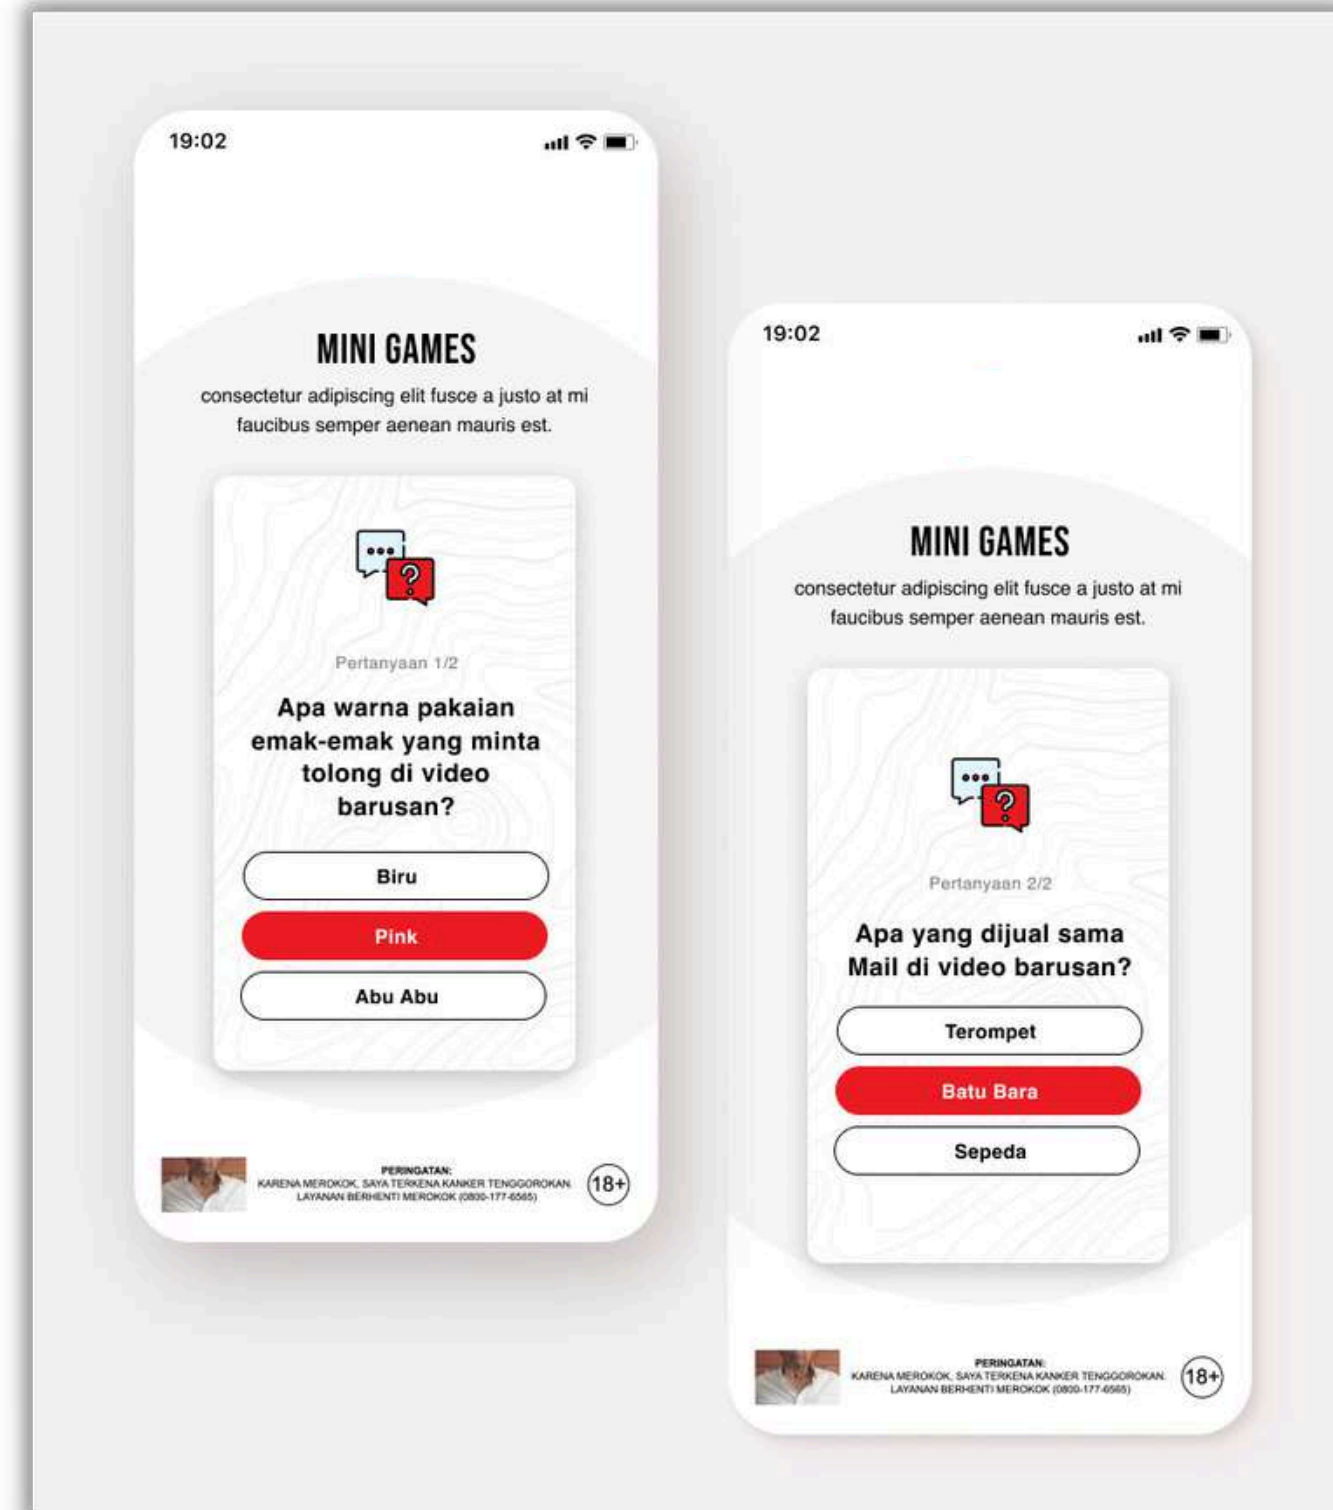 19:02
MINI GAMES
consectetur adipiscing elit fusce a justo at mi
faucibus semper aenean mauris est.
Pertanyaan 1/2
Apa warna pakaian
emak-emak yang minta
tolong di video
barusan?
Biru
Pink
Abu Abu
PERINGATAN:
KARENA MEROKOK, SAYA TERKENA KANKER TENGGOROKAN.
LAYANAN BERHENTI MEROKOK (0800-177-6565)
18+
19:02
MINI GAMES
consectetur adipiscing elit fusce a justo at mi
faucibus semper aenean mauris est.
Pertanyaan 2/2
Apa yang dijual sama
Mail di video barusan?
Terompet
Batu Bara
Sepeda
PERINGATAN:
KARENA MEROKOK, SAYA TERKENA KANKER TENGGOROKAN.
LAYANAN BERHENTI MEROKOK (0800-177-6565)
18+